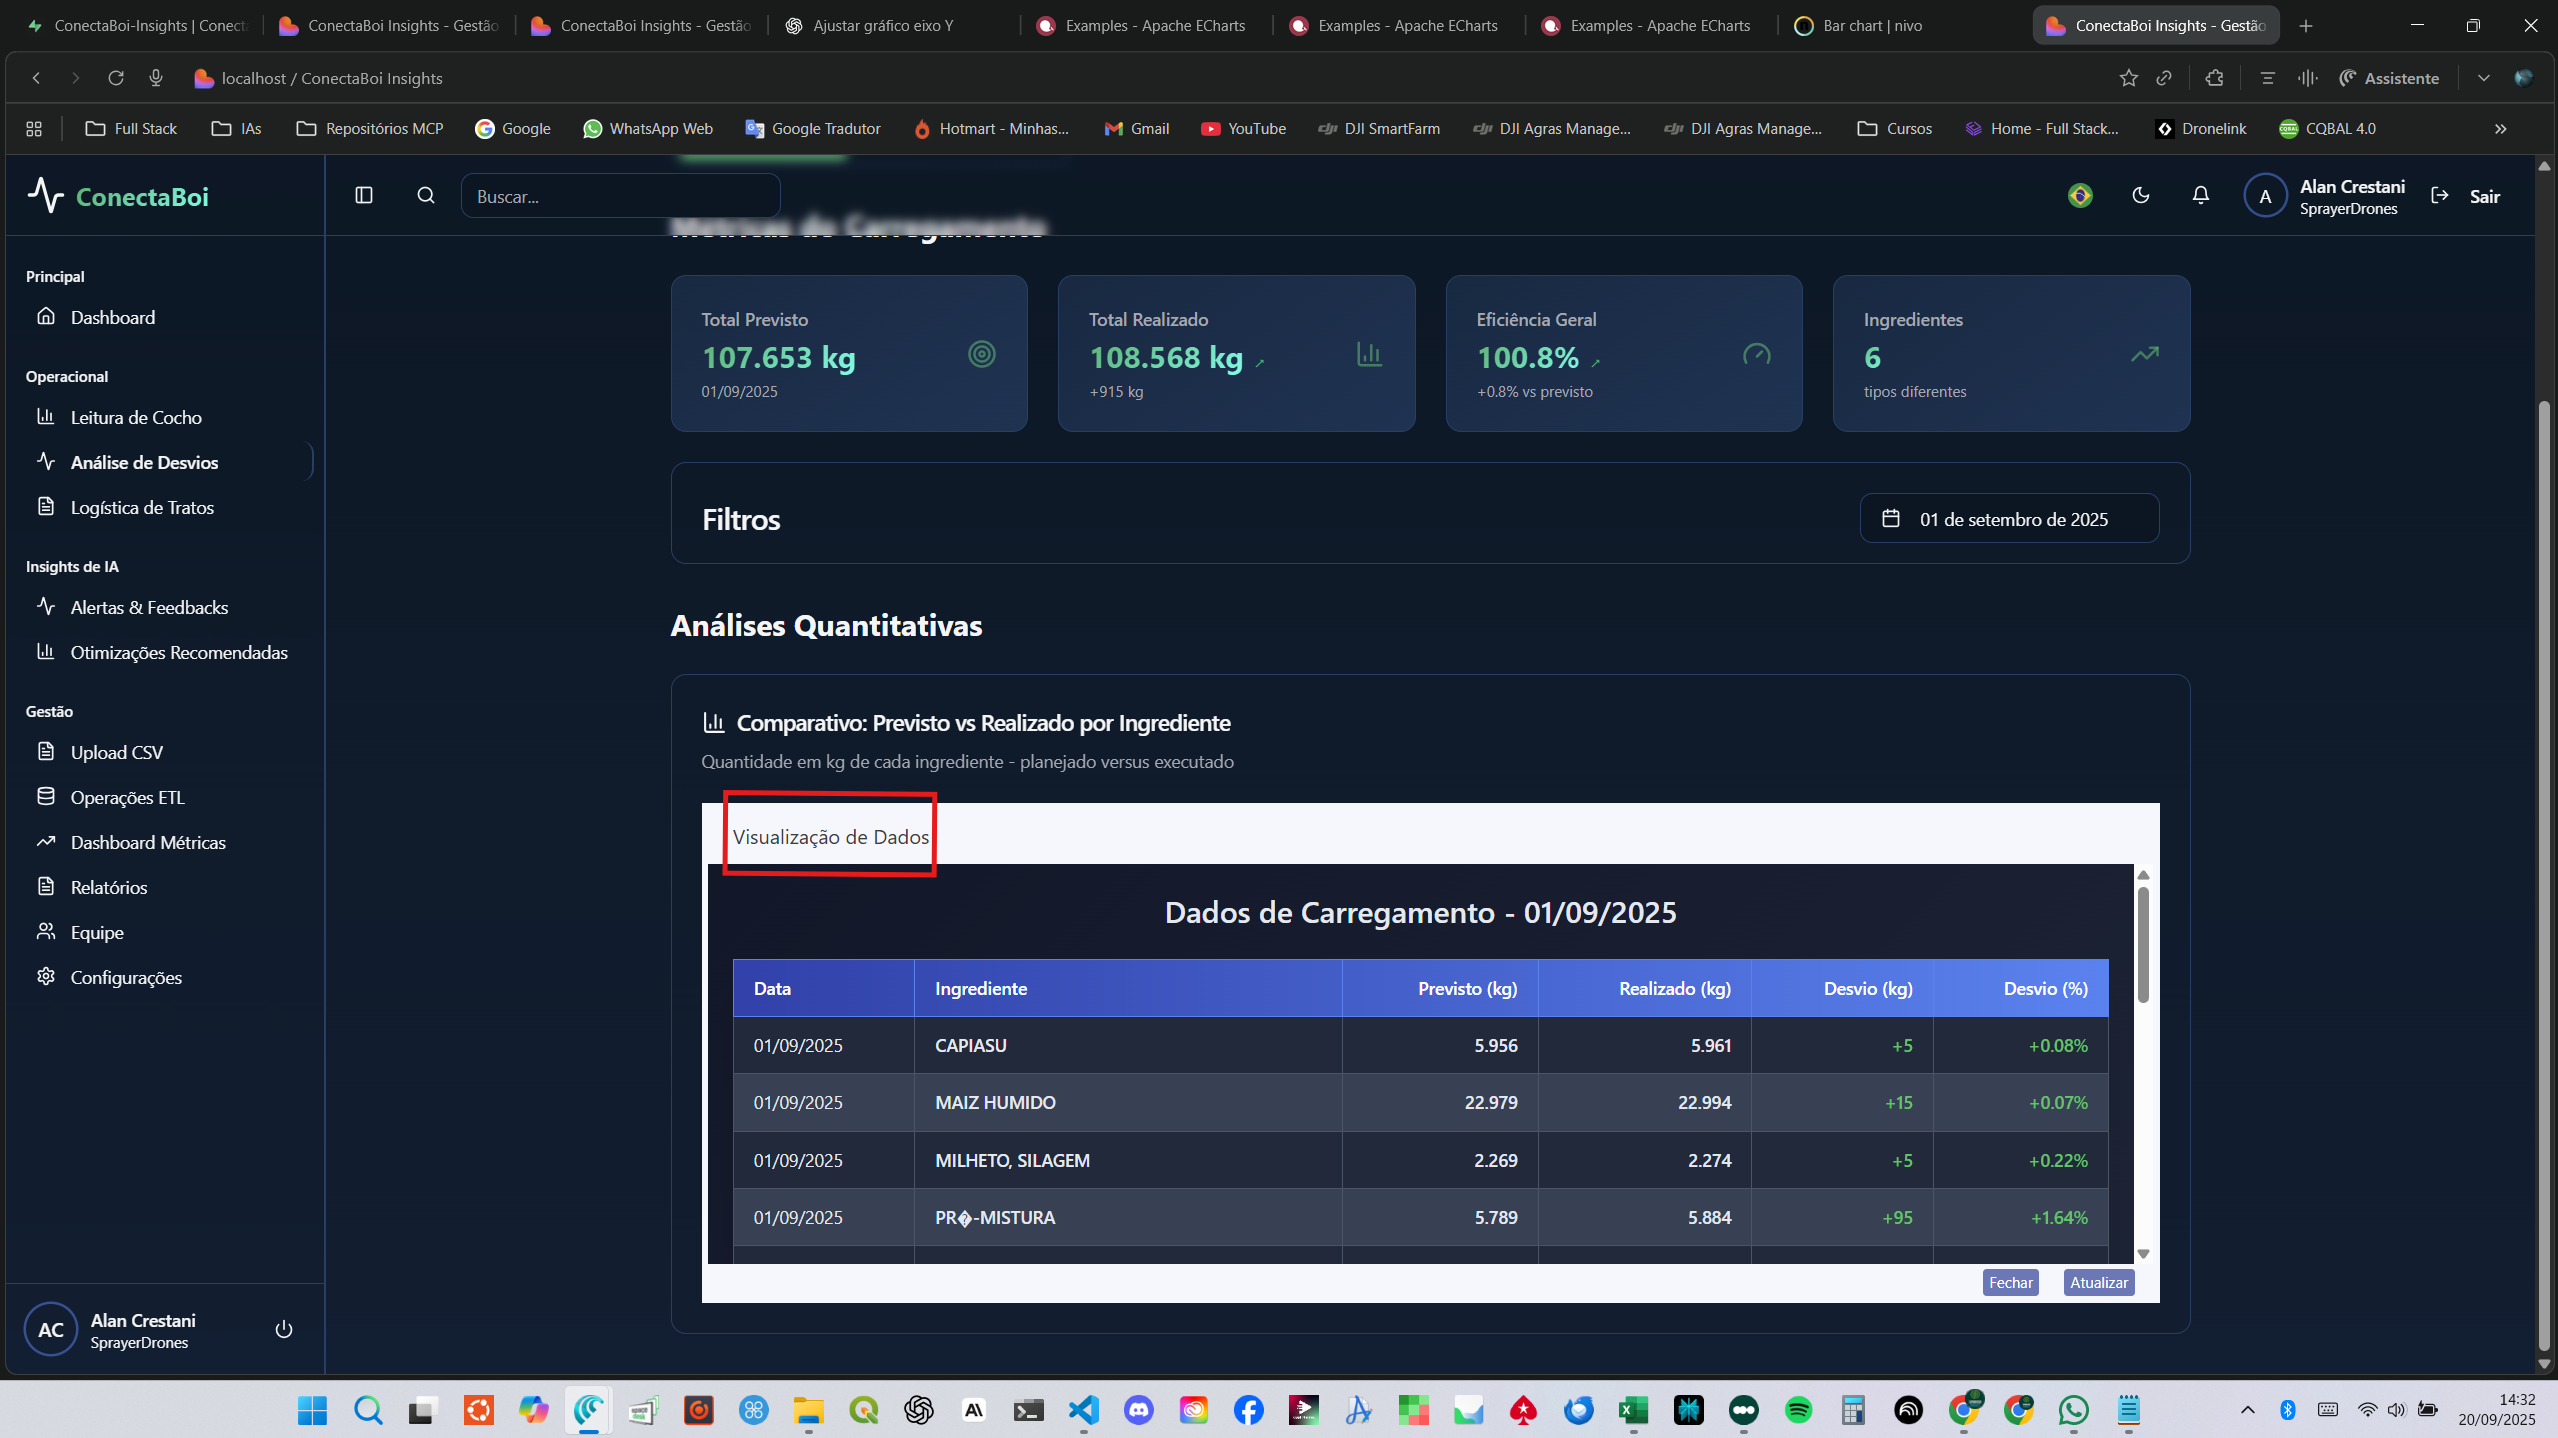 ConectaBoi-Insights | Conecta
ConectaBoi Insights - Gestão
ConectaBoi Insights - Gestão
Ajustar gráfico eixo Y
Examples - Apache ECharts
Examples - Apache ECharts
Examples - Apache ECharts
Bar chart | nivo
ConectaBoi Insights - Gestão
localhost / ConectaBoi Insights
Assistente
Full Stack
IAs
Repositórios MCP
Google
WhatsApp Web
Google Tradutor
Hotmart - Minhas...
Gmail
YouTube
DJI SmartFarm
DJI Agras Manage...
DJI Agras Manage...
Cursos
Home - Full Stack...
Dronelink
CQBAL 4.0
ConectaBoi
Buscar...
A
Alan Crestani
SprayerDrones
Sair
Principal
Dashboard
Operacional
Leitura de Cocho
Análise de Desvios
Logística de Tratos
Insights de IA
Alertas & Feedbacks
Otimizações Recomendadas
Gestão
Upload CSV
Operações ETL
Dashboard Métricas
Relatórios
Equipe
Configurações
AC
Alan Crestani
SprayerDrones
Métricas de Carregamento
Total Previsto
107.653 kg
01/09/2025
Total Realizado
108.568 kg ↗
+915 kg
Eficiência Geral
100.8% ↗
+0.8% vs previsto
Ingredientes
6
tipos diferentes
Filtros
01 de setembro de 2025
Análises Quantitativas
Comparativo: Previsto vs Realizado por Ingrediente
Quantidade em kg de cada ingrediente - planejado versus executado
Visualização de Dados
Dados de Carregamento - 01/09/2025
Data Ingrediente Previsto (kg) Realizado (kg) Desvio (kg) Desvio (%)
01/09/2025 CAPIASU 5.956 5.961 +5 +0.08%
01/09/2025 MAIZ HUMIDO 22.979 22.994 +15 +0.07%
01/09/2025 MILHETO, SILAGEM 2.269 2.274 +5 +0.22%
01/09/2025 PR�-MISTURA 5.789 5.884 +95 +1.64%
Fechar
Atualizar
14:32
20/09/2025